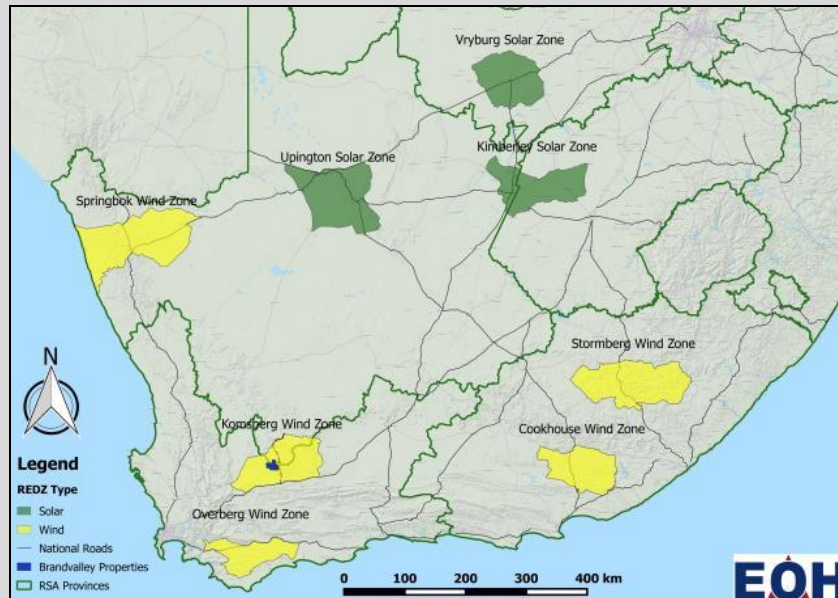 Vryburg Solar Zone
Upington Solar Zone
Kimberley Solar Zone
Springbok Wind Zone
Stormberg Wind Zone
Komsberg Wind Zone
Cookhouse Wind Zone
Overberg Wind Zone
N
Legend
REDZ Type
Solar
Wind
National Roads
Brandvalley Properties
RSA Provinces
0 100 200 300 400 km
EOH